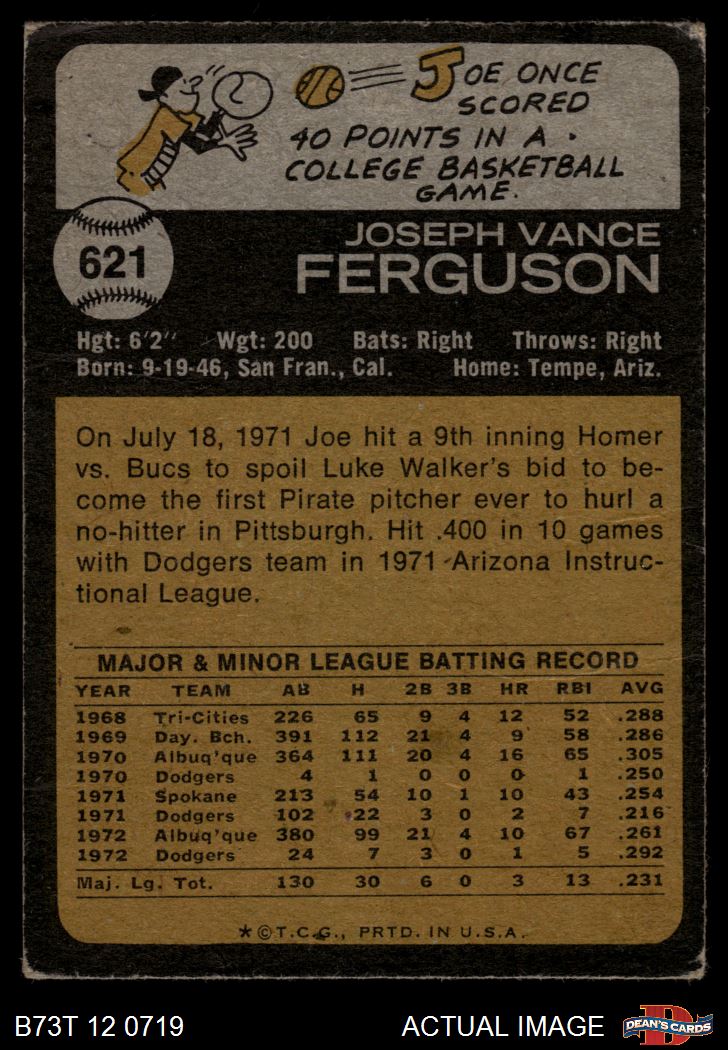 JOE ONCE
SCORED
40 POINTS IN A
COLLEGE BASKETBALL
GAME.
621
JOSEPH VANCE
FERGUSON
Hgt: 6'2" Wgt: 200 Bats: Right Throws: Right
Born: 9-19-46, San Fran., Cal. Home: Tempe, Ariz.
On July 18, 1971 Joe hit a 9th inning Homer
vs. Bucs to spoil Luke Walker's bid to be-
come the first Pirate pitcher ever to hurl a
no-hitter in Pittsburgh. Hit .400 in 10 games
with Dodgers team in 1971 Arizona Instruc-
tional League.
MAJOR & MINOR LEAGUE BATTING RECORD
YEAR TEAM AB H 2B 3B HR RBI AVG
1968 Tri-Cities 226 65 9 4 12 52 .288
1969 Day. Bch. 391 112 21 4 9 58 .286
1970 Albuq'que 364 111 20 4 16 65 .305
1970 Dodgers 4 1 0 0 0 1 .250
1971 Spokane 213 54 10 1 10 43 .254
1971 Dodgers 102 22 3 0 2 7 .216
1972 Albuq'que 380 99 21 4 10 67 .261
1972 Dodgers 24 7 3 0 1 5 .292
Maj. Lg. Tot. 130 30 6 0 3 13 .231
*©T.C.G., PRTD. IN U.S.A.
B73T 12 0719 ACTUAL IMAGE D DEAN'S CARDS